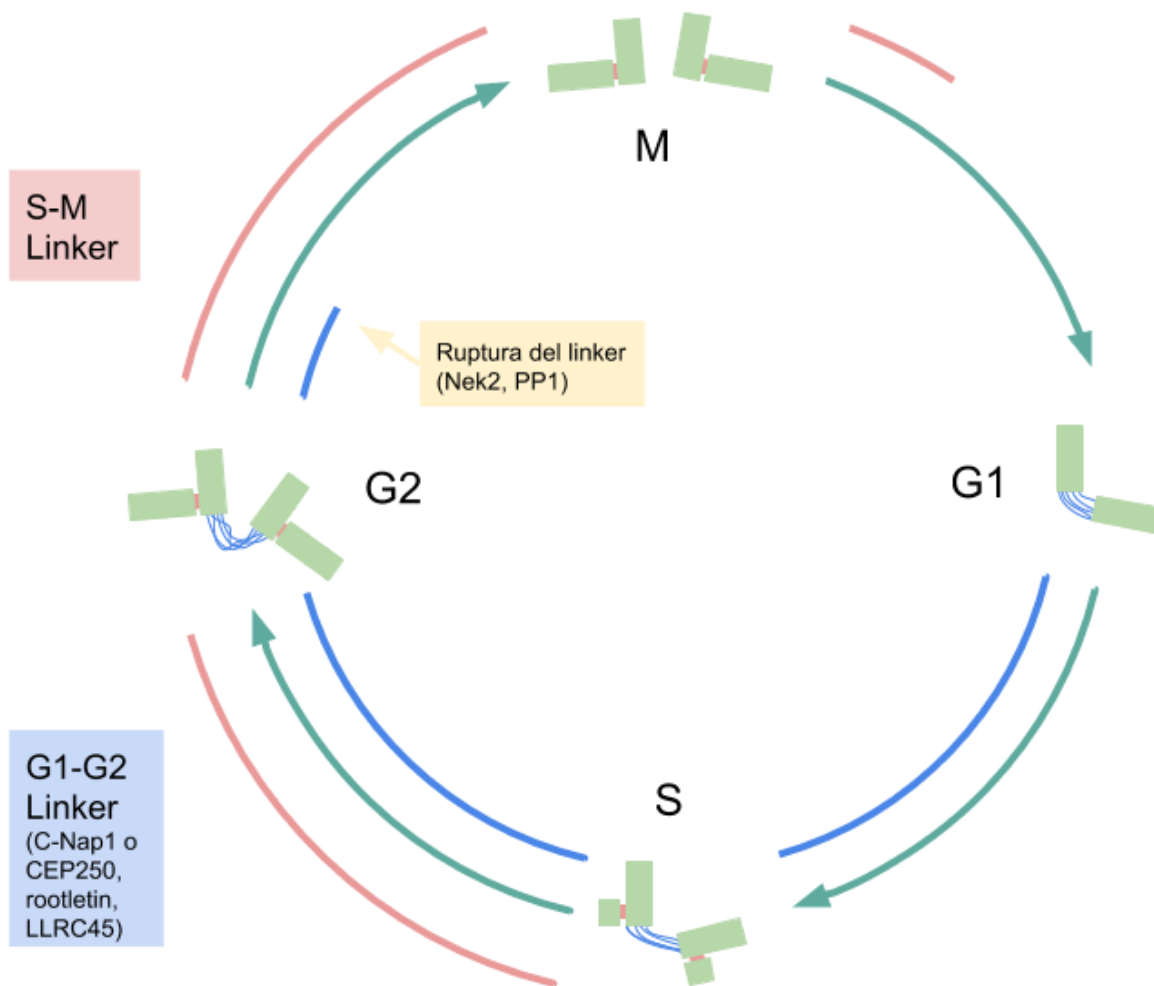 M
S-M
Linker
Ruptura del linker
(Nek2, PP1)
G2
G1
G1-G2
Linker
(C-Nap1 o
CEP250,
rootletin,
LLRC45)
S